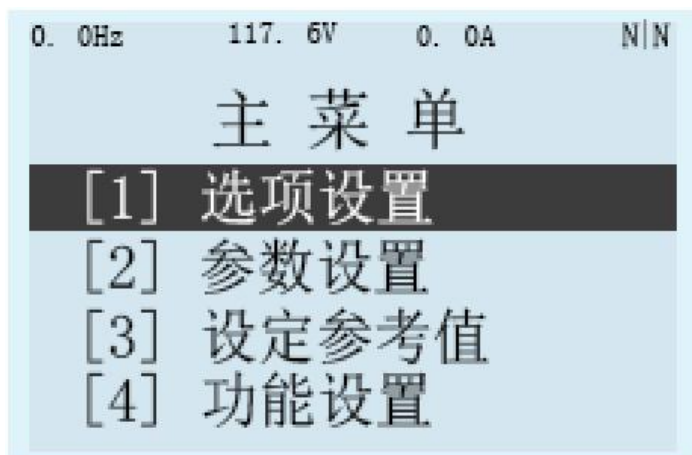 0. 0Hz 117. 6V 0. 0A N|N
主 菜 单
[1] 选项设置
[2] 参数设置
[3] 设定参考值
[4] 功能设置